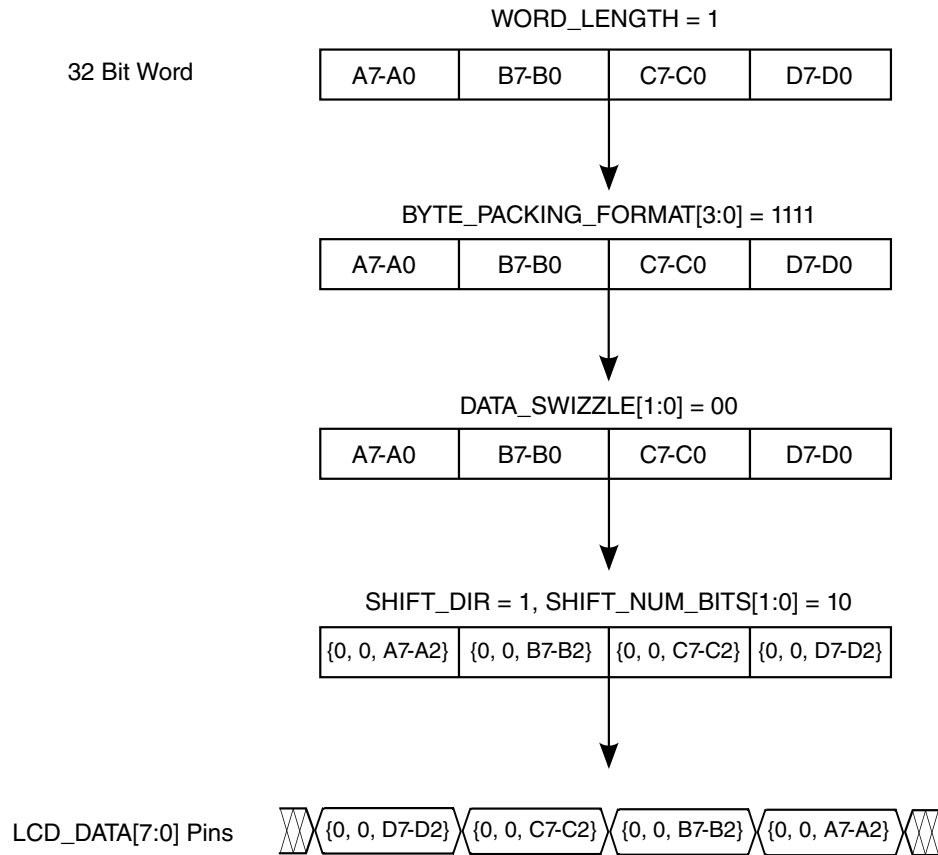 WORD_LENGTH = 1
32 Bit Word
A7-A0 B7-B0 C7-C0 D7-D0
BYTE_PACKING_FORMAT[3:0] = 1111
A7-A0 B7-B0 C7-C0 D7-D0
DATA_SWIZZLE[1:0] = 00
A7-A0 B7-B0 C7-C0 D7-D0
SHIFT_DIR = 1, SHIFT_NUM_BITS[1:0] = 10
{0, 0, A7-A2} {0, 0, B7-B2} {0, 0, C7-C2} {0, 0, D7-D2}
LCD_DATA[7:0] Pins {0, 0, D7-D2} {0, 0, C7-C2} {0, 0, B7-B2} {0, 0, A7-A2}